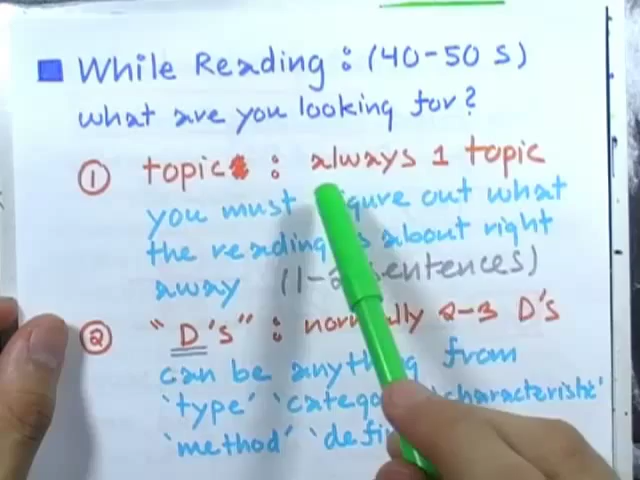 While Reading : (40-50 s)
what are you looking for?
① topic : always 1 topic
you must figure out what
the reading is about right
away (1-2 sentences)
② "D's" : normally 2-3 D's
can be anything from
'type' 'category' 'characteristic'
'method'